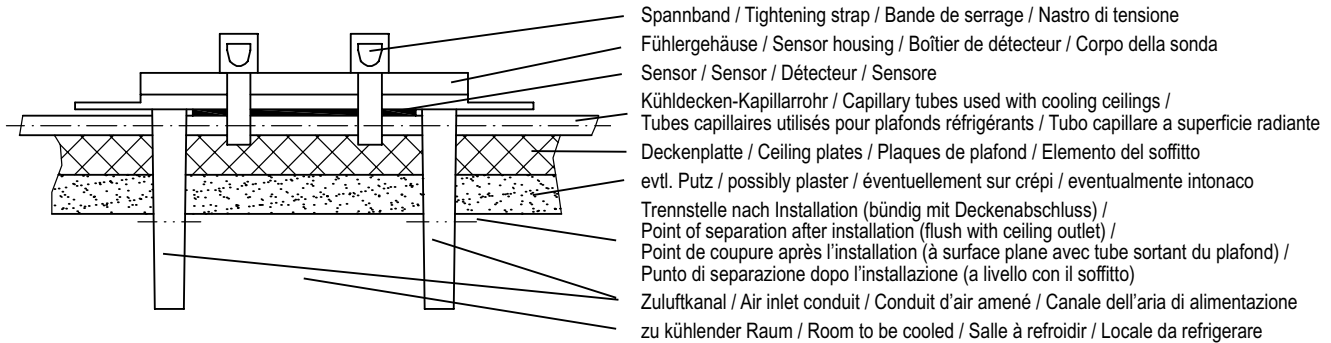 Spannband / Tightening strap / Bande de serrage / Nastro di tensione
Fühlergehäuse / Sensor housing / Boîtier de détecteur / Corpo della sonda
Sensor / Sensor / Détecteur / Sensore
Kühldecken-Kapillarrohr / Capillary tubes used with cooling ceilings /
Tubes capillaires utilisés pour plafonds réfrigérants / Tubo capillare a superficie radiante
Deckenplatte / Ceiling plates / Plaques de plafond / Elemento del soffitto
evtl. Putz / possibly plaster / éventuellement sur crépi / eventualmente intonaco
Trennstelle nach Installation (bündig mit Deckenabschluss) /
Point of separation after installation (flush with ceiling outlet) /
Point de coupure après l'installation (à surface plane avec tube sortant du plafond) /
Punto di separazione dopo l'installazione (a livello con il soffitto)
Zuluftkanal / Air inlet conduit / Conduit d'air amené / Canale dell'aria di alimentazione
zu kühlender Raum / Room to be cooled / Salle à refroidir / Locale da refrigerare